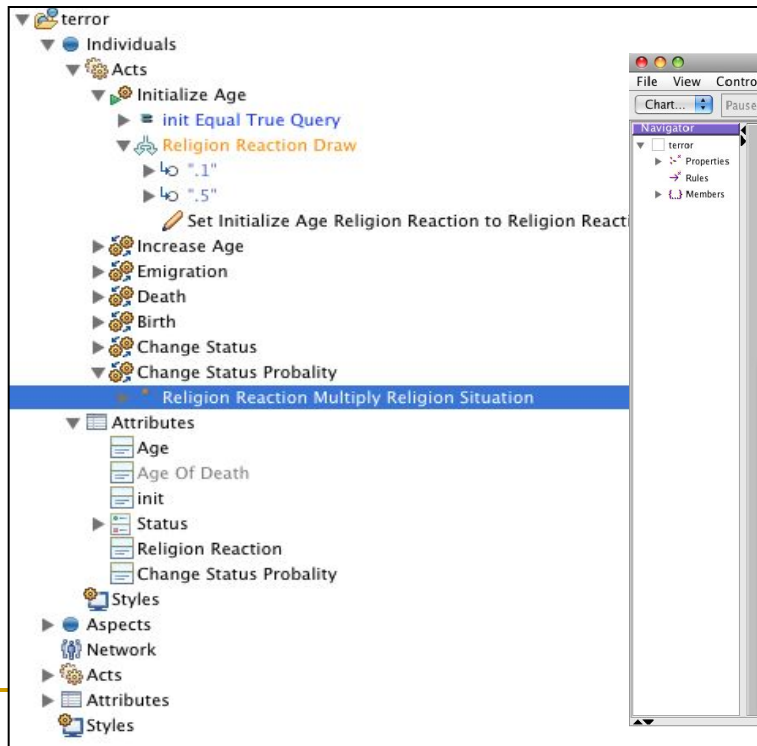 terror
Individuals
Acts
Initialize Age
init Equal True Query
Religion Reaction Draw
".1"
".5"
Set Initialize Age Religion Reaction to Religion Reacti
Increase Age
Emigration
Death
Birth
Change Status
Change Status Probality
Religion Reaction Multiply Religion Situation
Attributes
Age
Age Of Death
init
Status
Religion Reaction
Change Status Probality
Styles
Aspects
Network
Acts
Attributes
Styles
File View Contro
Chart... Pause
Navigator
terror
Properties
Rules
Members